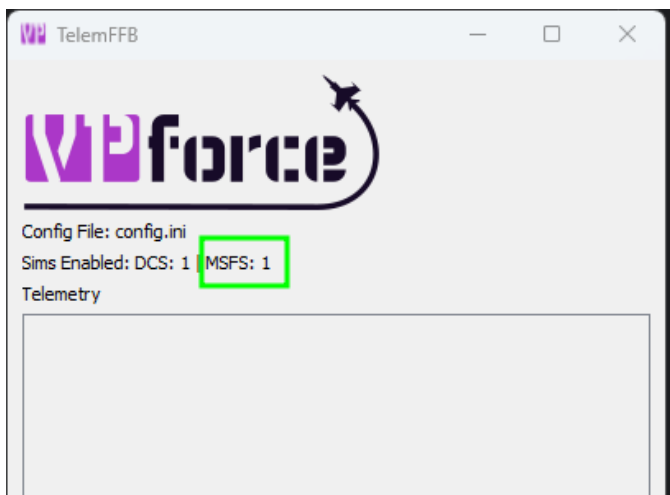 TelemFFB
VPforce
Config File: config.ini
Sims Enabled: DCS: 1 | MSFS: 1
Telemetry